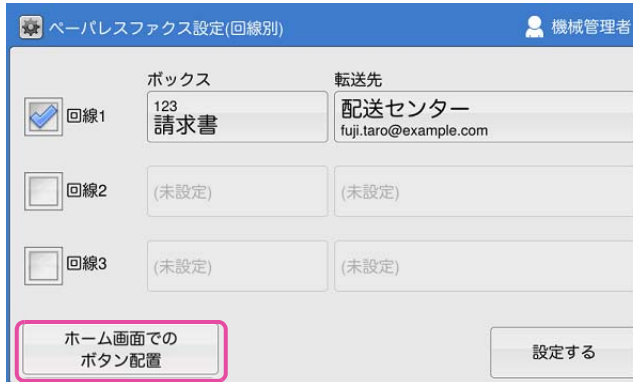 ペーパレスファクス設定(回線別)
機械管理者
ボックス
転送先
回線1
123
請求書
配送センター
fuji.taro@example.com
回線2
(未設定)
(未設定)
回線3
(未設定)
(未設定)
ホーム画面での
ボタン配置
設定する